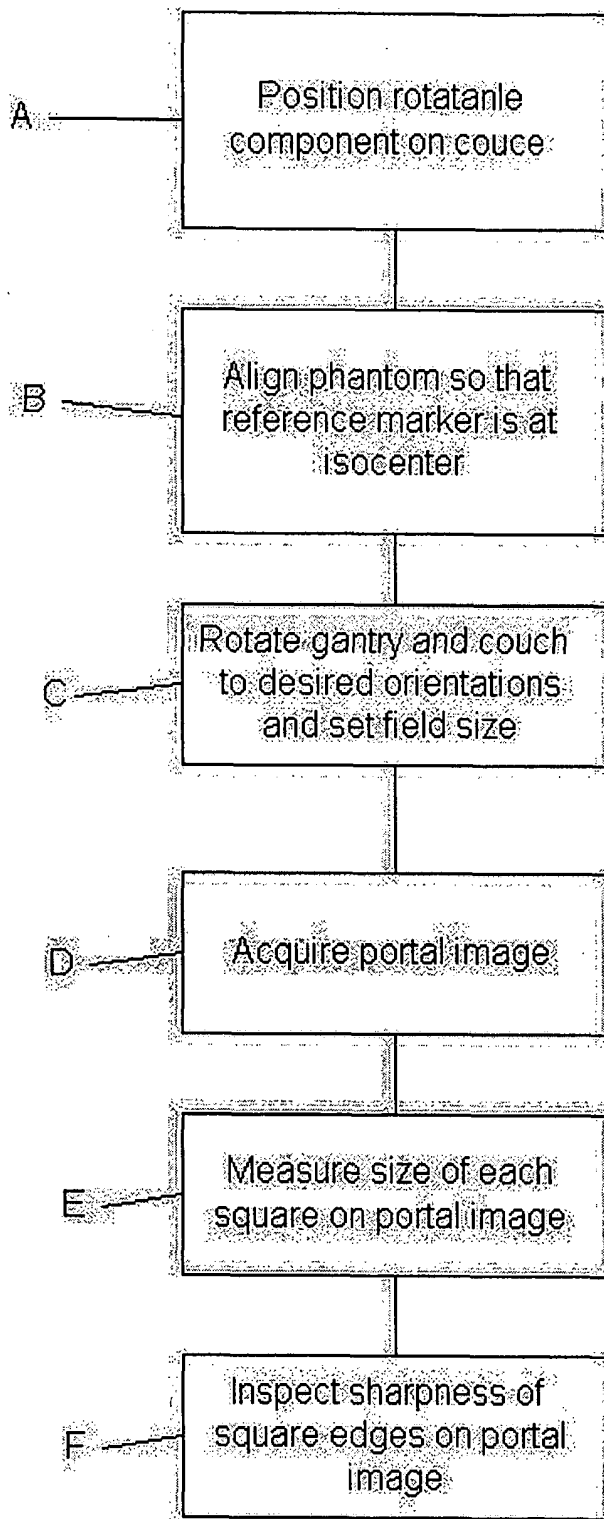 A
Position rotatanle
component on couce
B
Align phantom so that
reference marker is at
isocenter
C
Rotate gantry and couch
to desired orientations
and set field size
D
Acquire portal image
E
Measure size of each
square on portal image
F
Inspect sharpness of
square edges on portal
image